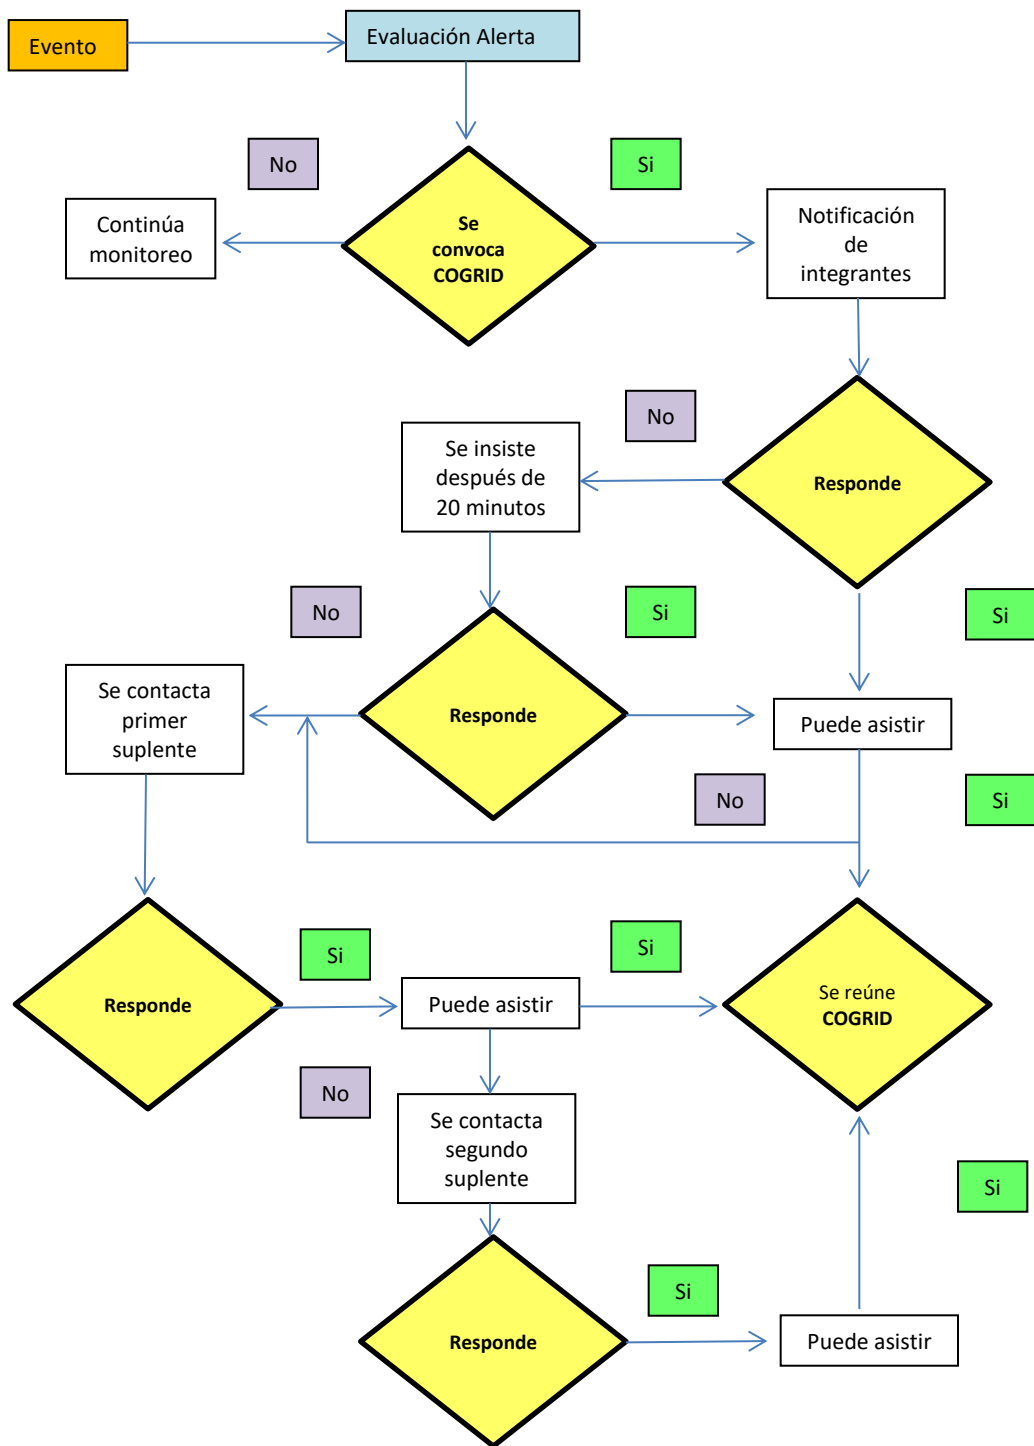 Evento
Evaluación Alerta
No
Si
Continúa
monitoreo
Se
convoca
COGRID
Notificación
de
integrantes
No
Se insiste
después de
20 minutos
Responde
No
Si
Si
Se contacta
primer
suplente
Responde
Puede asistir
No
Si
Si
Si
Responde
Puede asistir
Se reúne
COGRID
No
Se contacta
segundo
suplente
Si
Si
Responde
Puede asistir